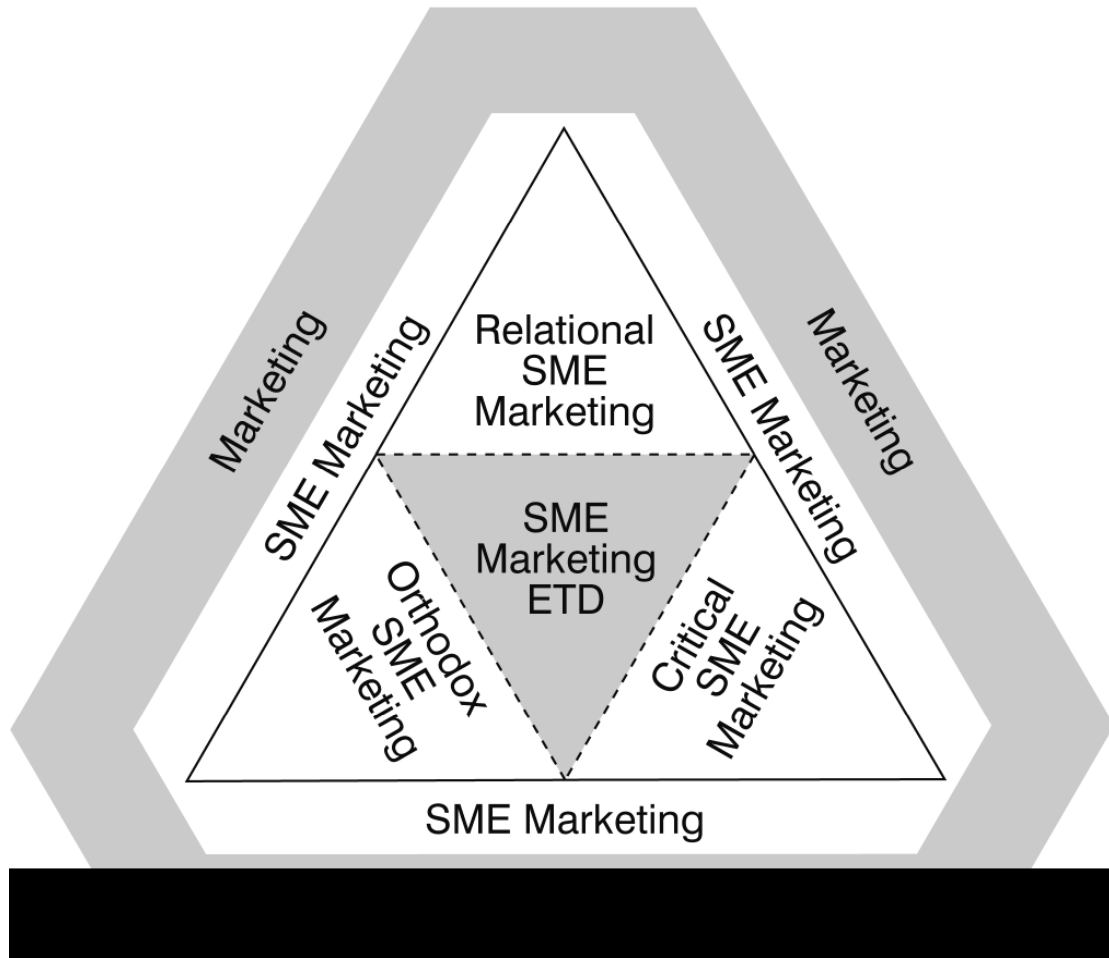 Marketing
SME Marketing
Relational
SME
Marketing
SME Marketing
Marketing
SME
Marketing
ETD
Orthodox
SME
Marketing
Critical
SME
Marketing
SME Marketing